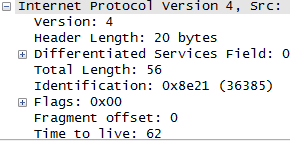 Internet Protocol Version 4, Src:
Version: 4
Header Length: 20 bytes
Differentiated Services Field: 0
Total Length: 56
Identification: 0x8e21 (36385)
Flags: 0x00
Fragment offset: 0
Time to live: 62